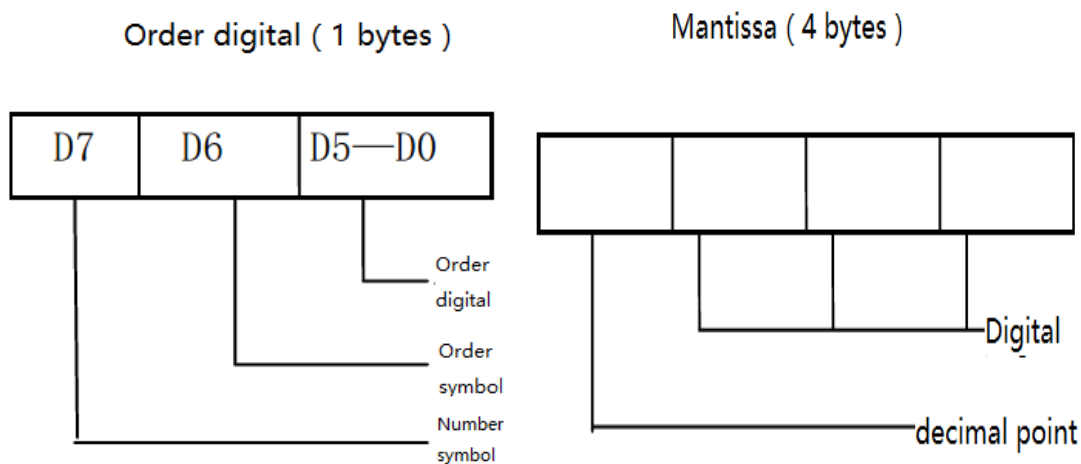 Order digital ( 1 bytes )
Mantissa ( 4 bytes )
D7 D6 D5—D0
Order
digital
Order
symbol
Number
symbol
Digital
decimal point